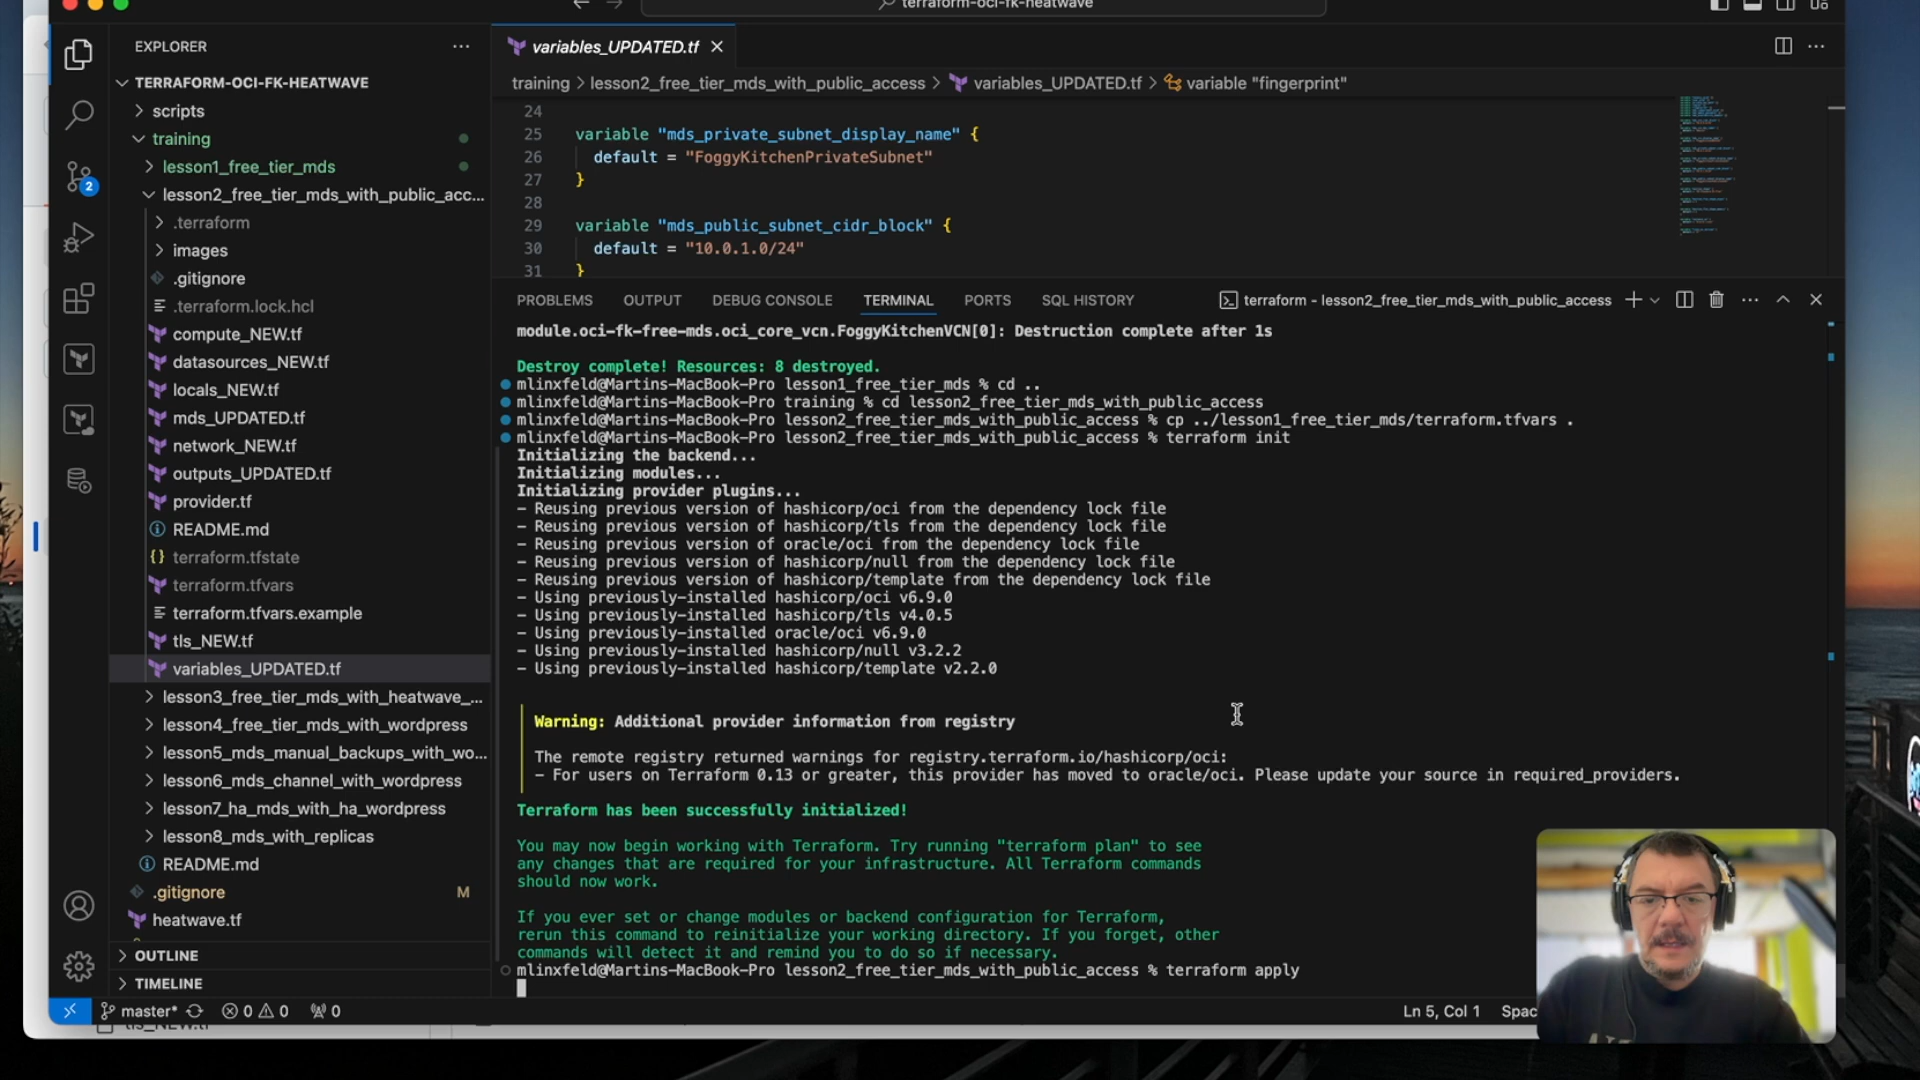 terraform-oci-fk-heatwave
EXPLORER
TERRAFORM-OCI-FK-HEATWAVE
scripts
training
lesson1_free_tier_mds
lesson2_free_tier_mds_with_public_acc...
.terraform
images
.gitignore
.terraform.lock.hcl
compute_NEW.tf
datasources_NEW.tf
locals_NEW.tf
mds_UPDATED.tf
network_NEW.tf
outputs_UPDATED.tf
provider.tf
README.md
terraform.tfstate
terraform.tfvars
terraform.tfvars.example
tls_NEW.tf
variables_UPDATED.tf
lesson3_free_tier_mds_with_heatwave_...
lesson4_free_tier_mds_with_wordpress
lesson5_mds_manual_backups_with_wo...
lesson6_mds_channel_with_wordpress
lesson7_ha_mds_with_ha_wordpress
lesson8_mds_with_replicas
README.md
.gitignore M
heatwave.tf
OUTLINE
TIMELINE
2
variables_UPDATED.tf
training > lesson2_free_tier_mds_with_public_access > variables_UPDATED.tf > variable "fingerprint"
24
25 variable "mds_private_subnet_display_name" {
26 default = "FoggyKitchenPrivateSubnet"
27 }
28
29 variable "mds_public_subnet_cidr_block" {
30 default = "10.0.1.0/24"
31 }
PROBLEMS OUTPUT DEBUG CONSOLE TERMINAL PORTS SQL HISTORY terraform - lesson2_free_tier_mds_with_public_access
module.oci-fk-free-mds.oci_core_vcn.FoggyKitchenVCN[0]: Destruction complete after 1s
Destroy complete! Resources: 8 destroyed.
mlinxfeld@Martins-MacBook-Pro lesson1_free_tier_mds % cd ..
mlinxfeld@Martins-MacBook-Pro training % cd lesson2_free_tier_mds_with_public_access
mlinxfeld@Martins-MacBook-Pro lesson2_free_tier_mds_with_public_access % cp ../lesson1_free_tier_mds/terraform.tfvars .
mlinxfeld@Martins-MacBook-Pro lesson2_free_tier_mds_with_public_access % terraform init
Initializing the backend...
Initializing modules...
Initializing provider plugins...
- Reusing previous version of hashicorp/oci from the dependency lock file
- Reusing previous version of hashicorp/tls from the dependency lock file
- Reusing previous version of oracle/oci from the dependency lock file
- Reusing previous version of hashicorp/null from the dependency lock file
- Reusing previous version of hashicorp/template from the dependency lock file
- Using previously-installed hashicorp/oci v6.9.0
- Using previously-installed hashicorp/tls v4.0.5
- Using previously-installed oracle/oci v6.9.0
- Using previously-installed hashicorp/null v3.2.2
- Using previously-installed hashicorp/template v2.2.0
Warning: Additional provider information from registry
The remote registry returned warnings for registry.terraform.io/hashicorp/oci:
- For users on Terraform 0.13 or greater, this provider has moved to oracle/oci. Please update your source in required_providers.
Terraform has been successfully initialized!
You may now begin working with Terraform. Try running "terraform plan" to see
any changes that are required for your infrastructure. All Terraform commands
should now work.
If you ever set or change modules or backend configuration for Terraform,
rerun this command to reinitialize your working directory. If you forget, other
commands will detect it and remind you to do so if necessary.
mlinxfeld@Martins-MacBook-Pro lesson2_free_tier_mds_with_public_access % terraform apply
master* 0 0 0 Ln 5, Col 1 Spac
tls_NEW.tf